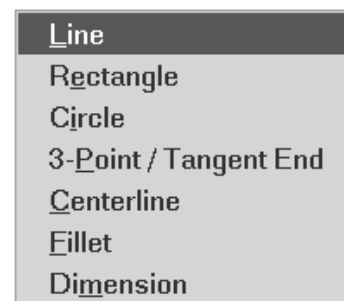 Line
Rectangle
Circle
3-Point / Tangent End
Centerline
Fillet
Dimension